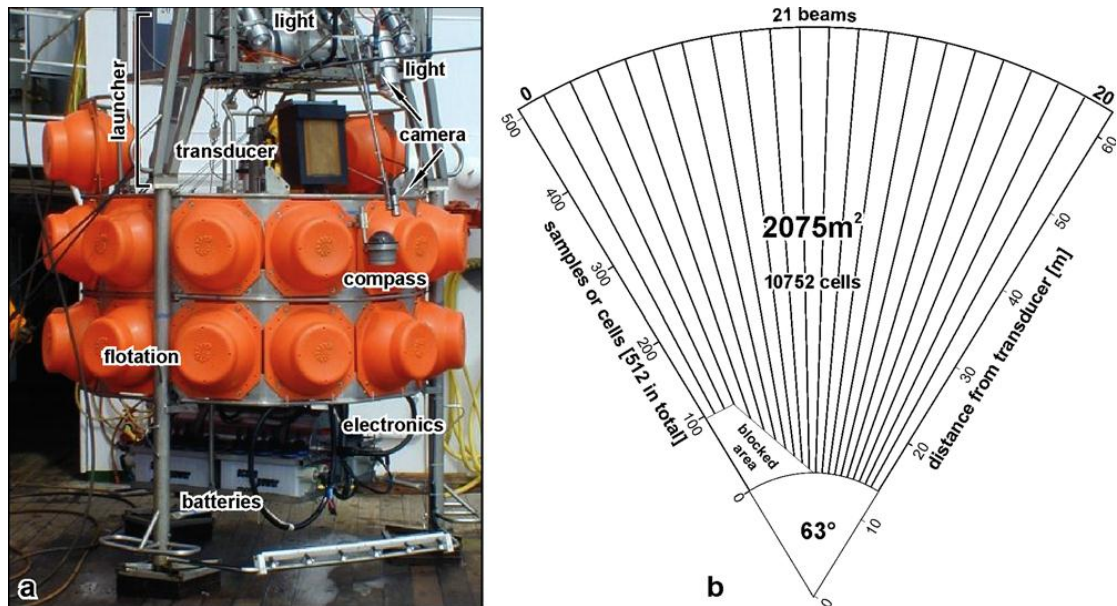 light
light
launcher
camera
transducer
compass
flotation
electronics
batteries
a
21 beams
0
20
500
400
300
200
100
0
samples or cells [512 in total]
2075m²
10752 cells
60
50
40
30
20
10
0
distance from transducer [m]
blocked
area
63°
b